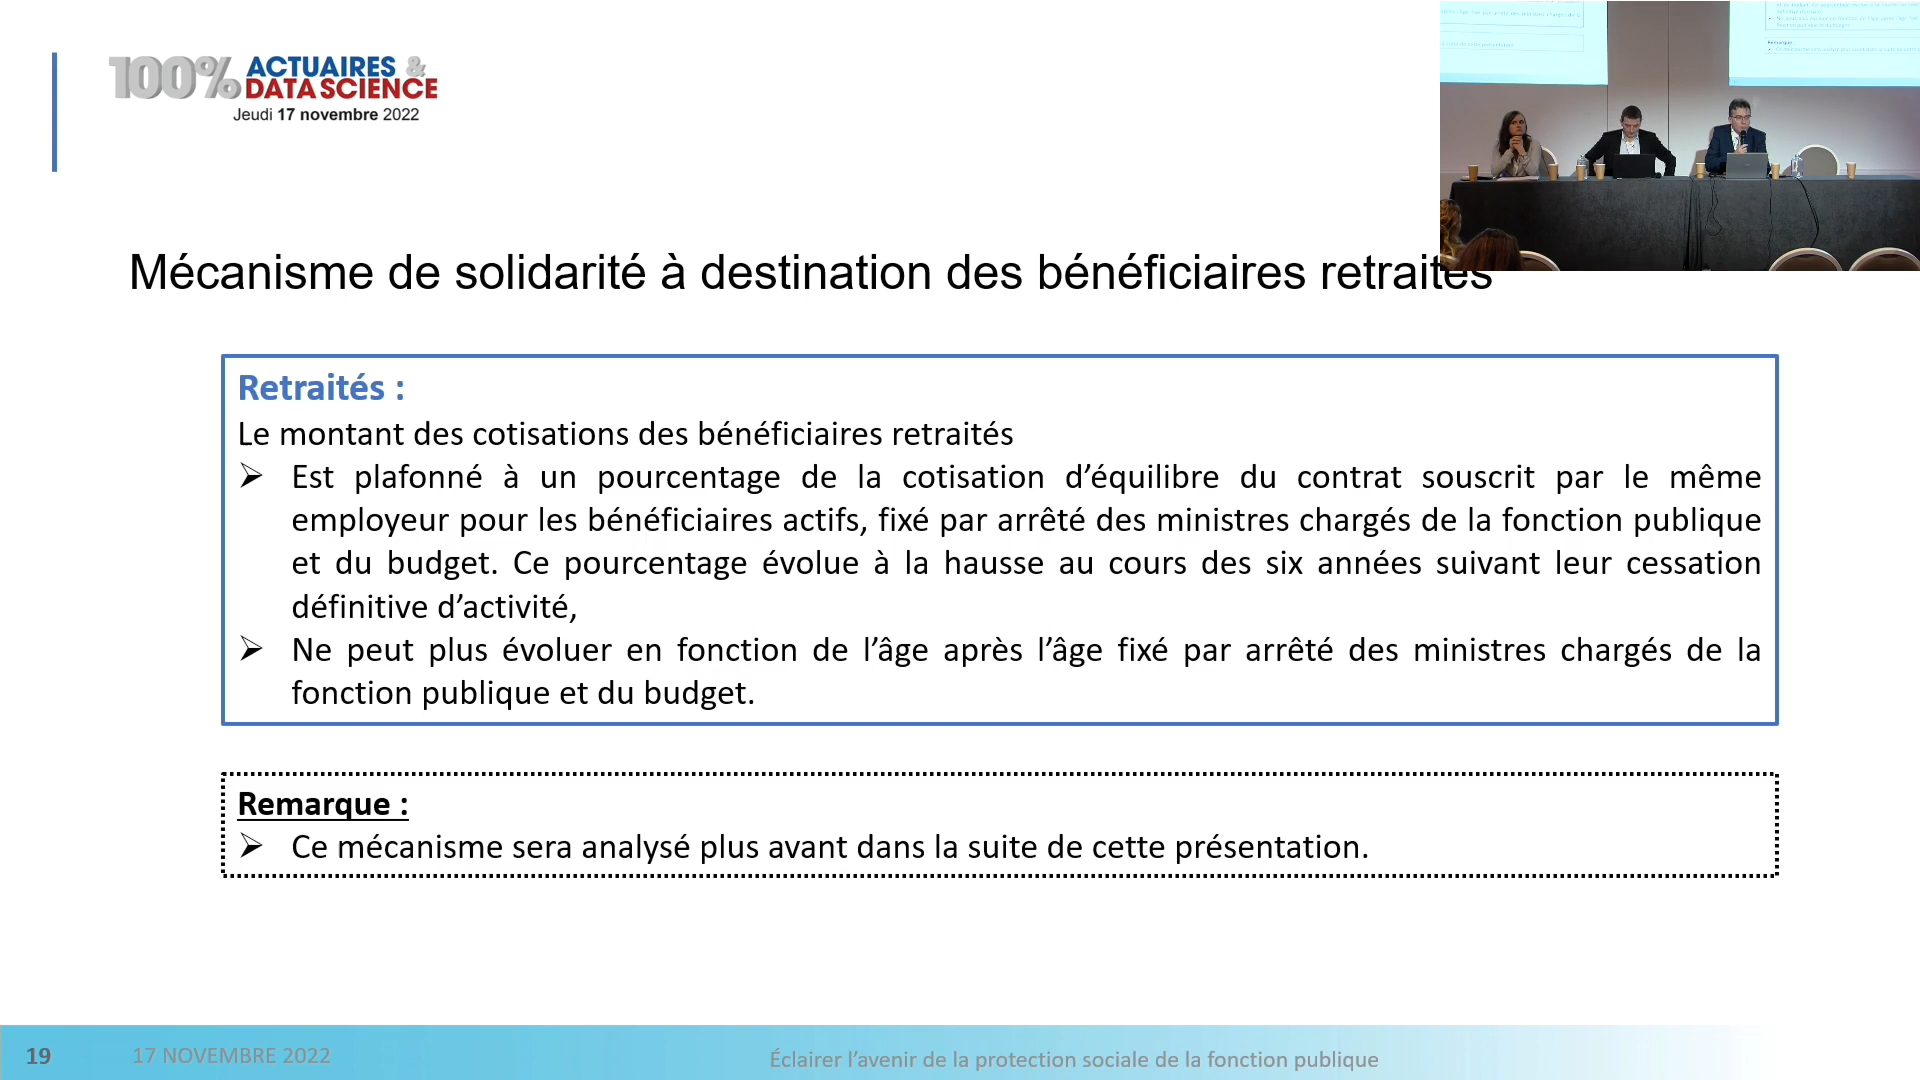 100% ACTUAIRES &
DATA SCIENCE
Jeudi 17 novembre 2022
Mécanisme de solidarité à destination des bénéficiaires retraités
Retraités :
Le montant des cotisations des bénéficiaires retraités
➢ Est plafonné à un pourcentage de la cotisation d’équilibre du contrat souscrit par le même
employeur pour les bénéficiaires actifs, fixé par arrêté des ministres chargés de la fonction publique
et du budget. Ce pourcentage évolue à la hausse au cours des six années suivant leur cessation
définitive d’activité,
➢ Ne peut plus évoluer en fonction de l’âge après l’âge fixé par arrêté des ministres chargés de la
fonction publique et du budget.
Remarque :
➢ Ce mécanisme sera analysé plus avant dans la suite de cette présentation.
19
17 NOVEMBRE 2022
Éclairer l’avenir de la protection sociale de la fonction publique